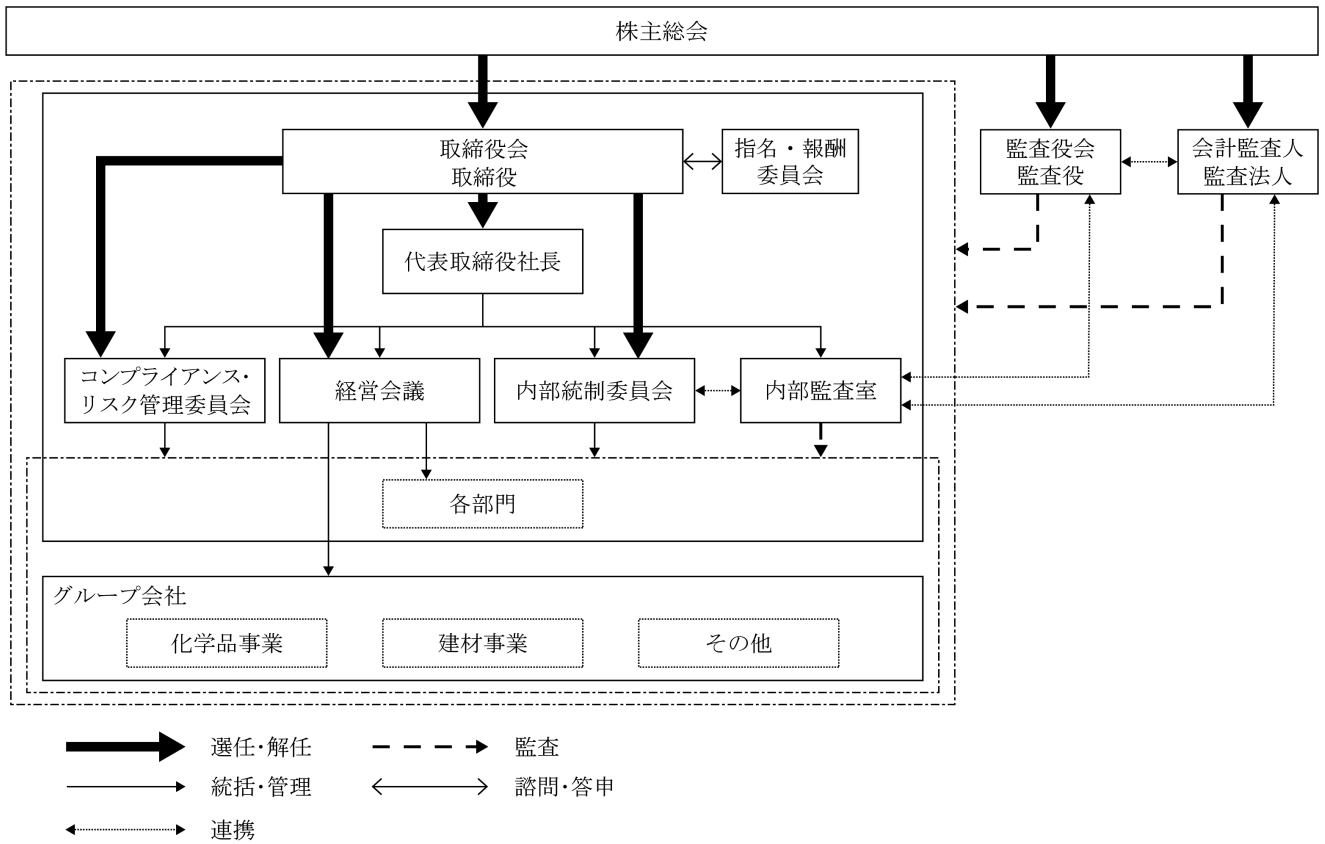 株主総会
取締役会
取締役
指名・報酬
委員会
監査役会
監査役
会計監査人
監査法人
代表取締役社長
コンプライアンス・
リスク管理委員会
経営会議
内部統制委員会
内部監査室
各部門
グループ会社
化学品事業
建材事業
その他
選任・解任
監査
統括・管理
諮問・答申
連携